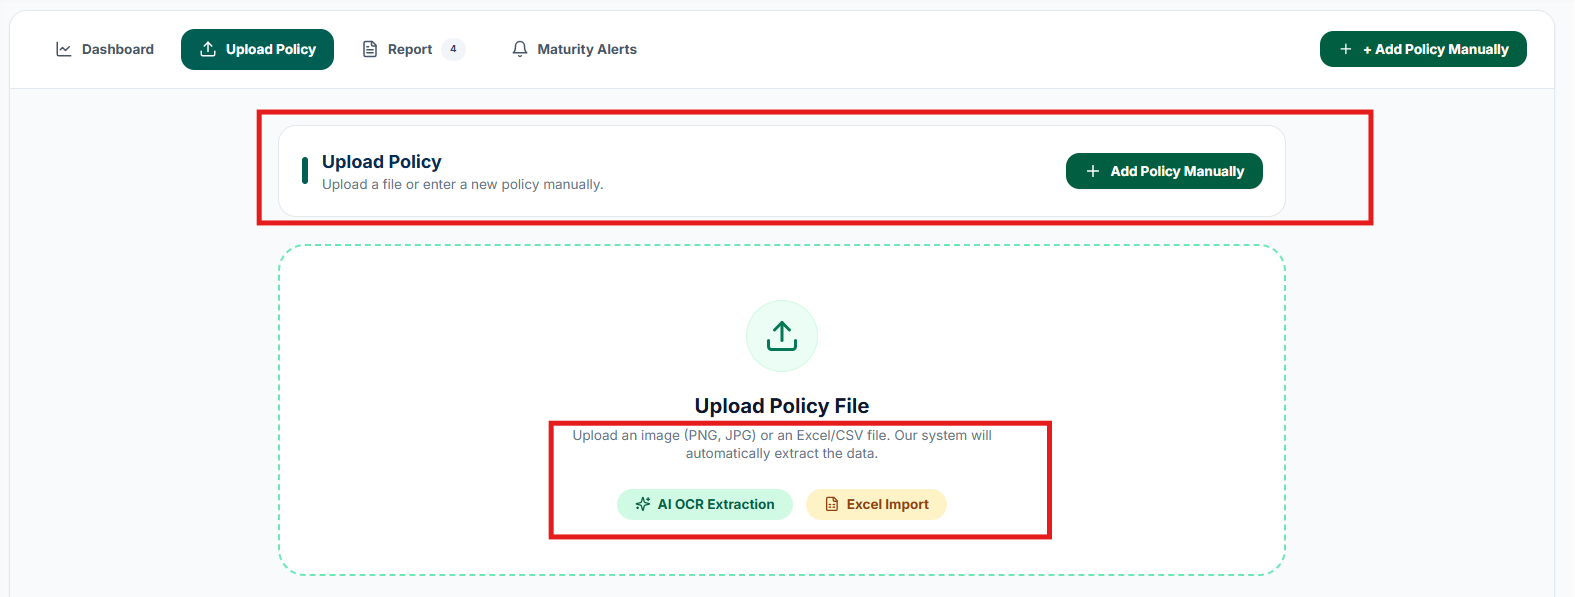 Dashboard
Upload Policy
Report 4
Maturity Alerts
+ Add Policy Manually
Upload Policy
Upload a file or enter a new policy manually.
Add Policy Manually
Upload Policy File
Upload an image (PNG, JPG) or an Excel/CSV file. Our system will
automatically extract the data.
AI OCR Extraction
Excel Import